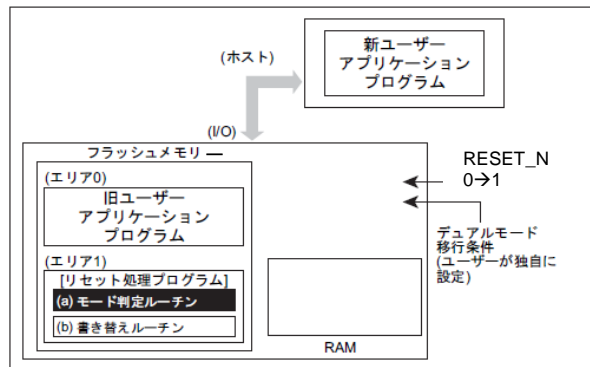 新ユーザー
アプリケーション
プログラム
(ホスト)
(I/O)
フラッシュメモリ
(エリア0)
旧ユーザー
アプリケーション
プログラム
(エリア1)
[リセット処理プログラム]
(a) モード判定ルーチン
(b) 書き替えルーチン
RAM
RESET_N
0→1
デュアルモード
移行条件
(ユーザーが独自に
設定)